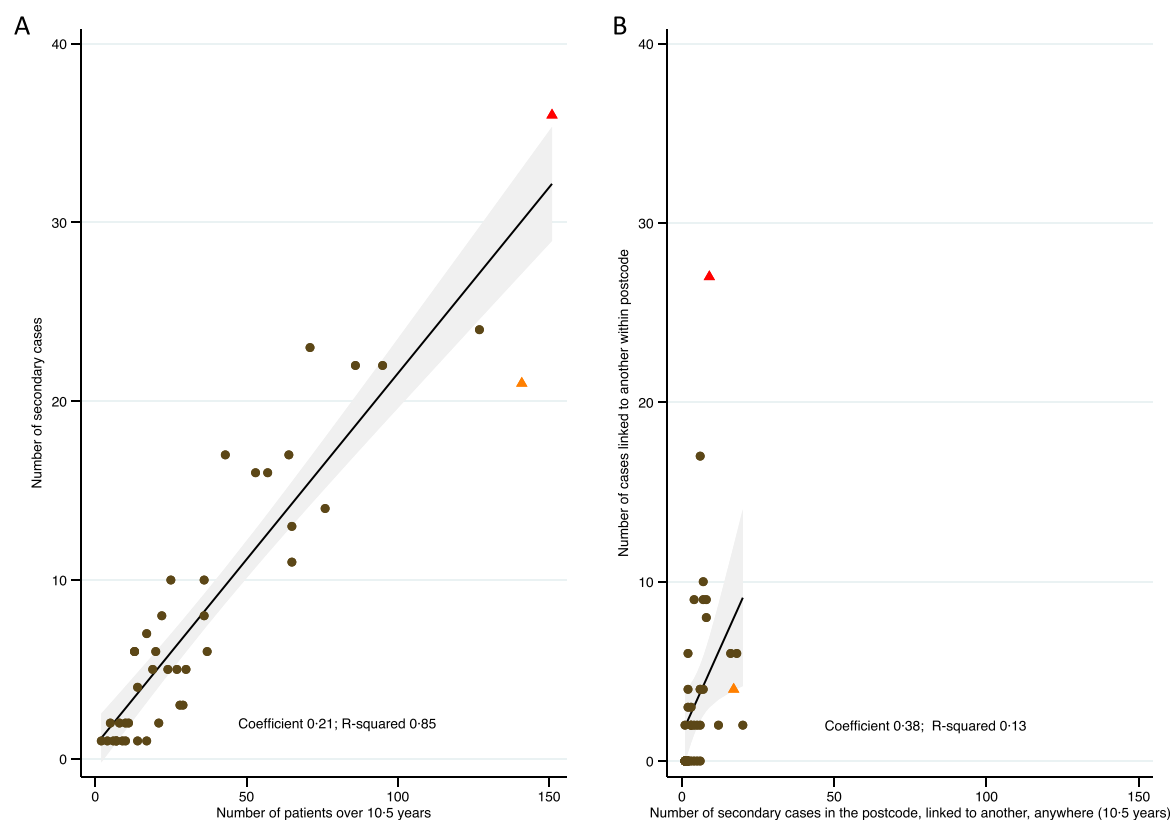 A
40
30
20
10
0
Number of secondary cases
Coefficient 0·21; R-squared 0·85
0
50
100
150
Number of patients over 10·5 years
B
40
30
20
10
0
Number of cases linked to another within postcode
Coefficient 0·38; R-squared 0·13
0
50
100
150
Number of secondary cases in the postcode, linked to another, anywhere (10·5 years)